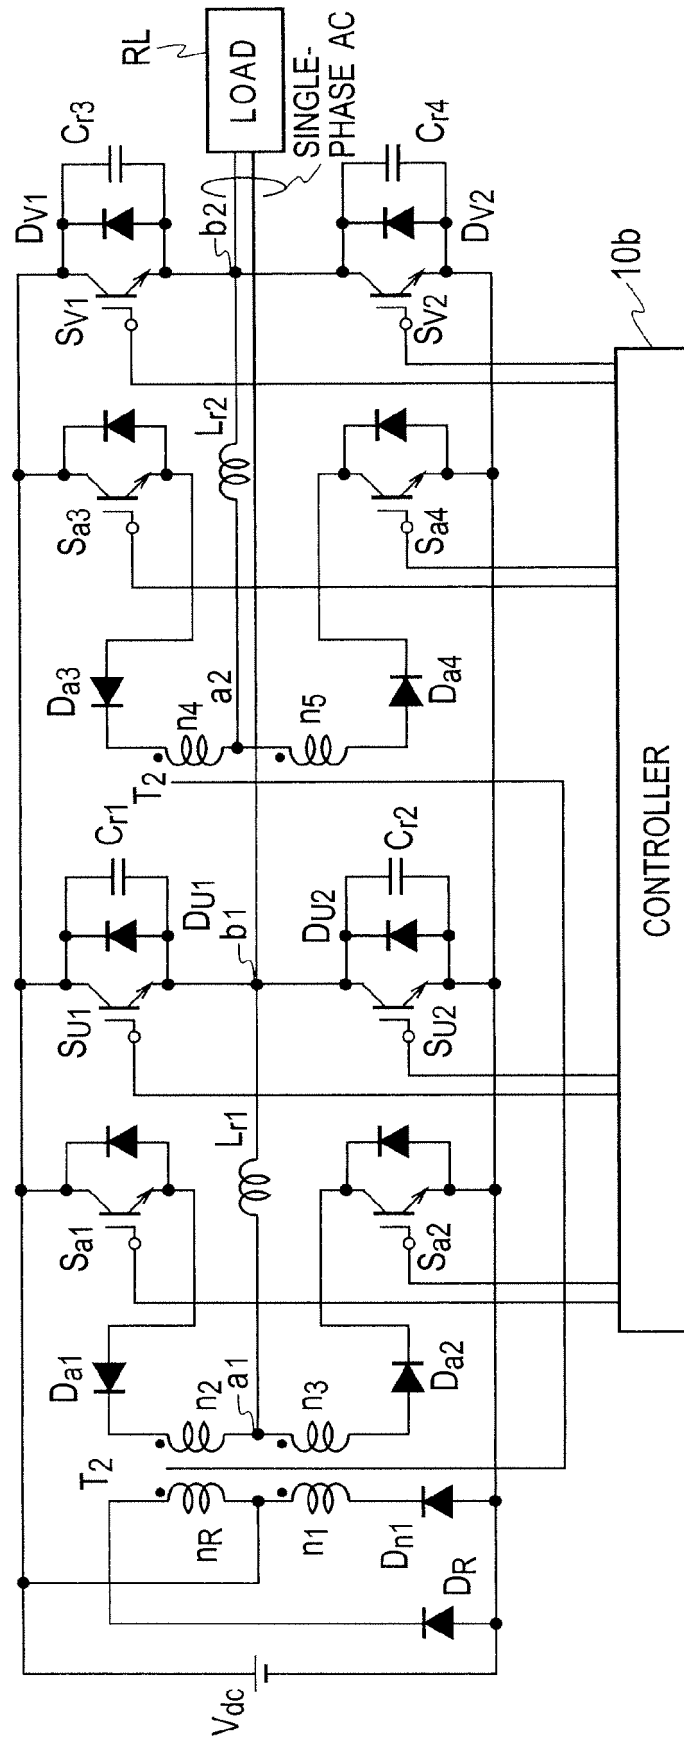 RL
LOAD
SINGLE-
PHASE AC
Cr3
DV1
SV1
b2
Cr4
DV2
SV2
10b
Sa3
Lr2
Sa4
Da3
a2
n4
n5
Da4
T2
Cr1
DU1
b1
SU1
Cr2
DU2
SU2
CONTROLLER
Sa1
Lr1
Sa2
Da1
a1
n2
n3
Da2
T2
nR
n1
Dn1
DR
Vdc